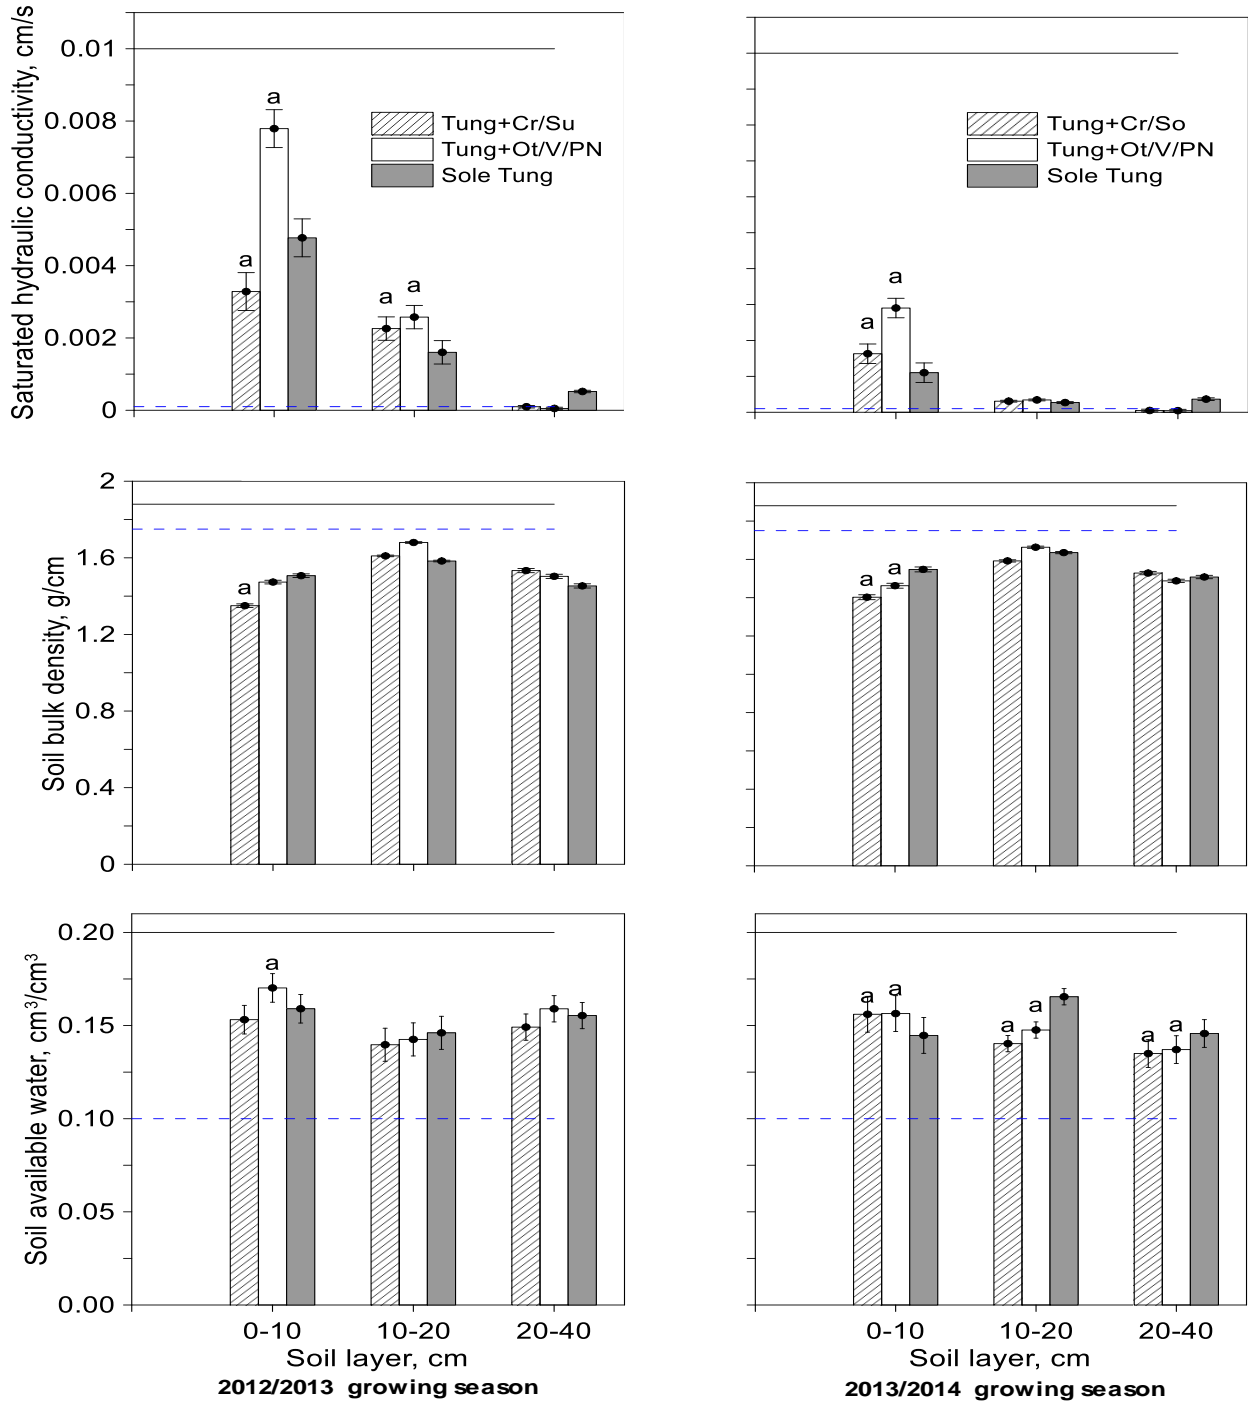 Saturated hydraulic conductivity, cm/s
0.01
0.008
0.006
0.004
0.002
0
a
a
a
a
Tung+Cr/Su
Tung+Ot/V/PN
Sole Tung
a
a
Tung+Cr/So
Tung+Ot/V/PN
Sole Tung
Soil bulk density, g/cm
2
1.6
1.2
0.8
0.4
0
a
a
a
Soil available water, cm³/cm³
0.20
0.15
0.10
0.05
0.00
a
a
a
a
a
a
a
0-10
10-20
20-40
Soil layer, cm
2012/2013 growing season
0-10
10-20
20-40
Soil layer, cm
2013/2014 growing season